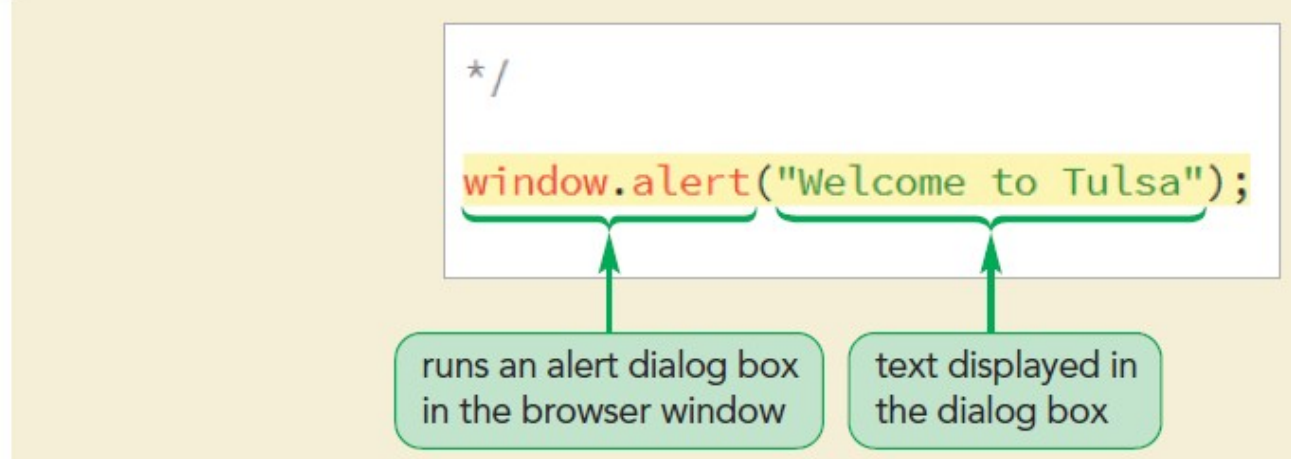 */
window.alert("Welcome to Tulsa");
runs an alert dialog box
in the browser window
text displayed in
the dialog box